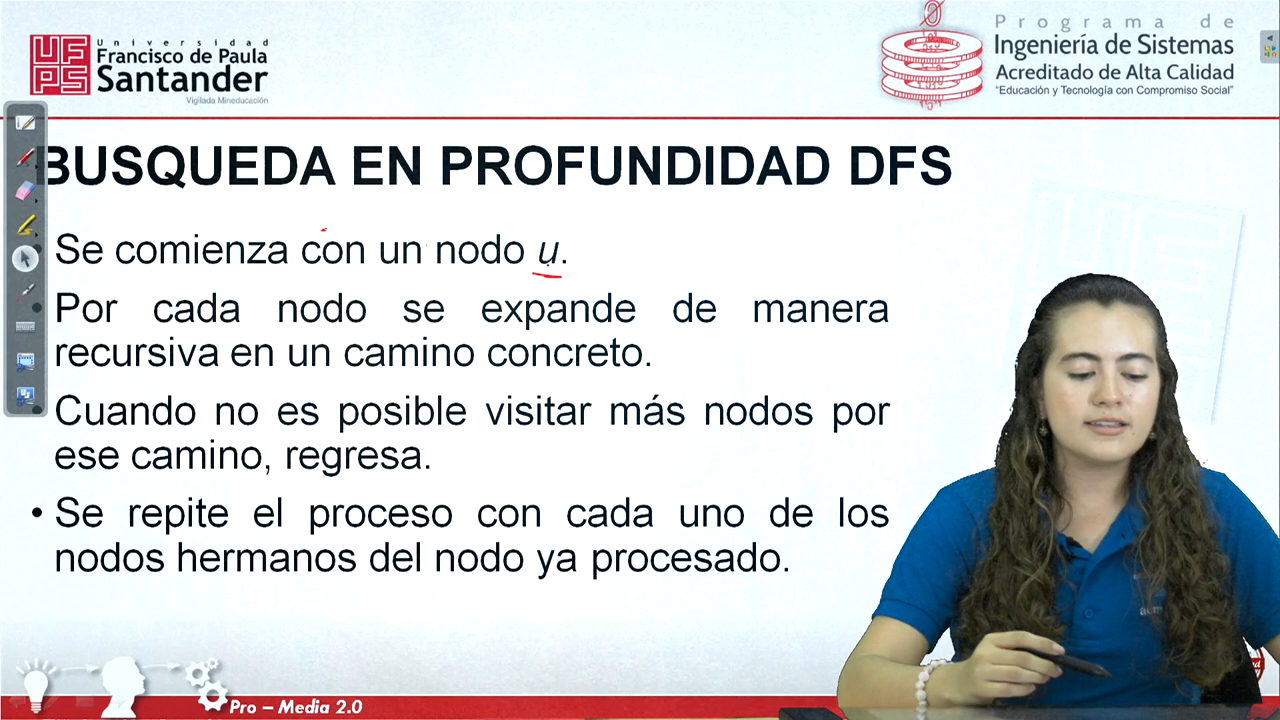 UFPS
Universidad
Francisco de Paula
Santander
Vigilada Mineducación
Programa de
Ingeniería de Sistemas
Acreditado de Alta Calidad
"Educación y Tecnología con Compromiso Social"
BUSQUEDA EN PROFUNDIDAD DFS
Se comienza con un nodo u.
Por cada nodo se expande de manera
recursiva en un camino concreto.
Cuando no es posible visitar más nodos por
ese camino, regresa.
• Se repite el proceso con cada uno de los
nodos hermanos del nodo ya procesado.
Pro – Media 2.0